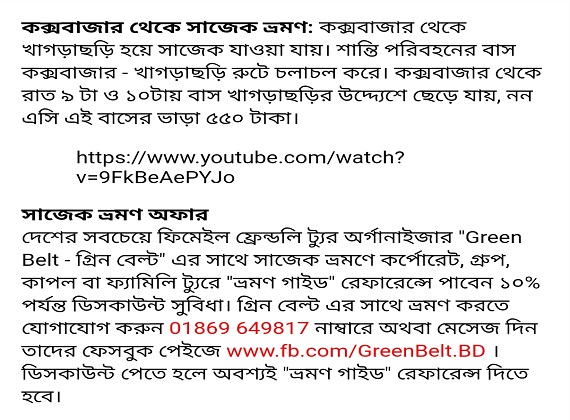 কক্সবাজার থেকে সাজেক ভ্রমণ: কক্সবাজার থেকে
খাগড়াছড়ি হয়ে সাজেক যাওয়া যায়। শান্তি পরিবহনের বাস
কক্সবাজার - খাগড়াছড়ি রুটে চলাচল করে। কক্সবাজার থেকে
রাত ৯ টা ও ১০টায় বাস খাগড়াছড়ির উদ্দ্যেশে ছেড়ে যায়, নন
এসি এই বাসের ভাড়া ৫৫০ টাকা।
https://www.youtube.com/watch?
v=9FkBeAePYJo
সাজেক ভ্রমণ অফার
দেশের সবচেয়ে ফিমেইল ফ্রেন্ডলি ট্যুর অর্গানাইজার "Green
Belt - গ্রিন বেল্ট" এর সাথে সাজেক ভ্রমণে কর্পোরেট, গ্রুপ,
কাপল বা ফ্যামিলি ট্যুরে "ভ্রমণ গাইড" রেফারেন্সে পাবেন ১০%
পর্যন্ত ডিসকাউন্ট সুবিধা। গ্রিন বেল্ট এর সাথে ভ্রমণ করতে
যোগাযোগ করুন 01869 649817 নাম্বারে অথবা মেসেজ দিন
তাদের ফেসবুক পেইজে www.fb.com/GreenBelt.BD ।
ডিসকাউন্ট পেতে হলে অবশ্যই "ভ্রমণ গাইড" রেফারেন্স দিতে
হবে।